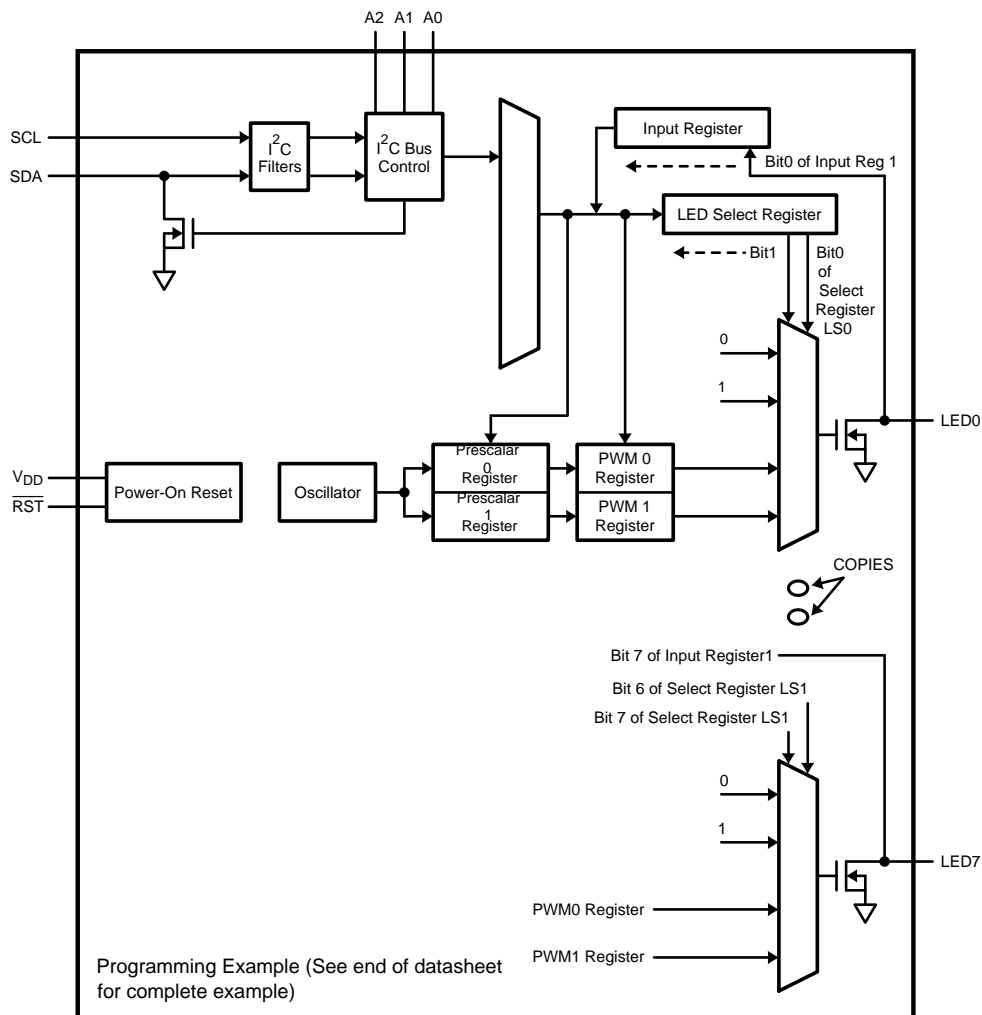 A2 A1 A0
SCL
SDA
I2C
Filters
I2C Bus
Control
Input Register
Bit0 of Input Reg 1
LED Select Register
Bit1
Bit0
of
Select
Register
LS0
0
1
LED0
VDD
RST
Power-On Reset
Oscillator
Prescalar
0
Register
Prescalar
1
Register
PWM 0
Register
PWM 1
Register
COPIES
Bit 7 of Input Register1
Bit 6 of Select Register LS1
Bit 7 of Select Register LS1
0
1
LED7
PWM0 Register
PWM1 Register
Programming Example (See end of datasheet
for complete example)